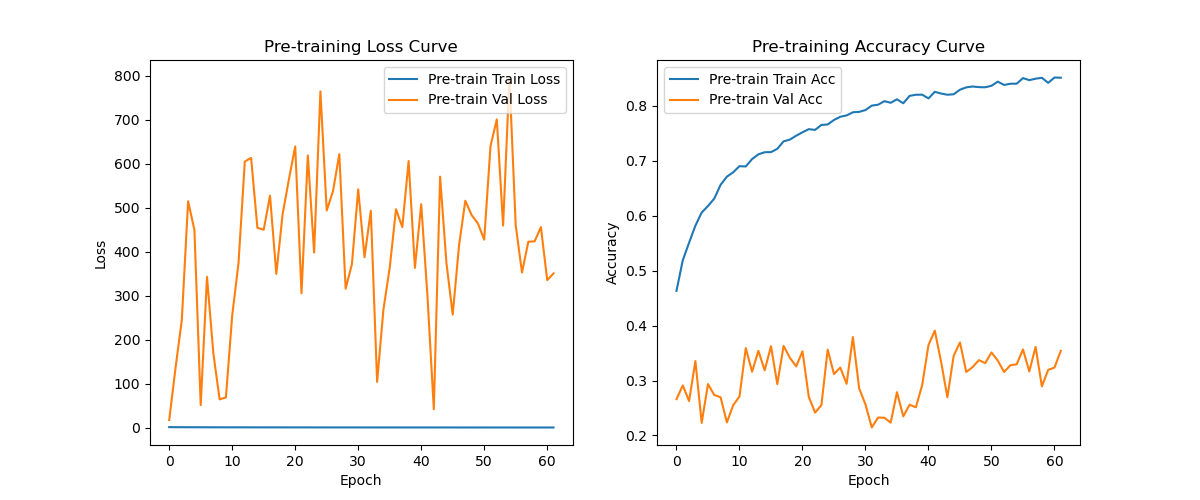 Pre-training Loss Curve
Pre-train Train Loss
Pre-train Val Loss
800
700
600
500
400
300
200
100
0
Loss
0 10 20 30 40 50 60
Epoch
Pre-training Accuracy Curve
Pre-train Train Acc
Pre-train Val Acc
0.8
0.7
0.6
0.5
0.4
0.3
0.2
Accuracy
0 10 20 30 40 50 60
Epoch